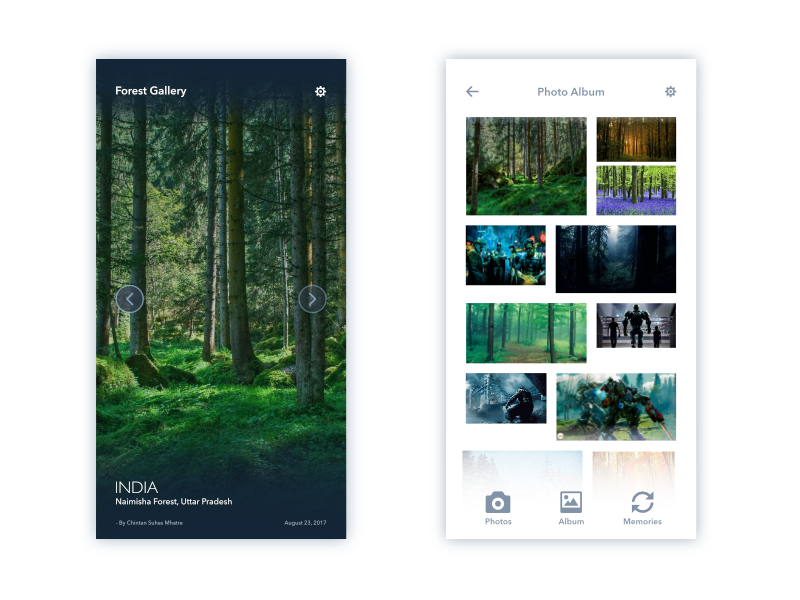 Forest Gallery
INDIA
Naimisha Forest, Uttar Pradesh
- By Chintan Suhas Mhatre
August 23, 2017
Photo Album
Photos
Album
Memories